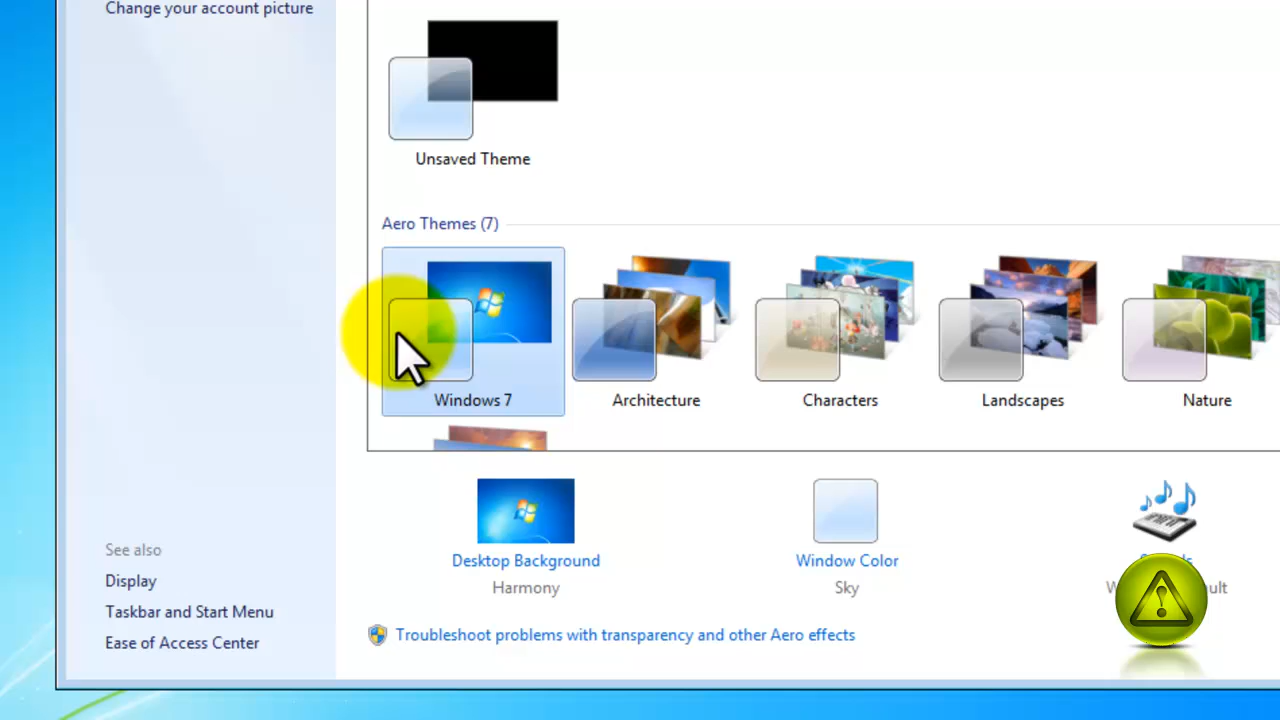 Change your account picture
Unsaved Theme
Aero Themes (7)
Windows 7
Architecture
Characters
Landscapes
Nature
Desktop Background
Harmony
Window Color
Sky
See also
Display
Taskbar and Start Menu
Ease of Access Center
Troubleshoot problems with transparency and other Aero effects